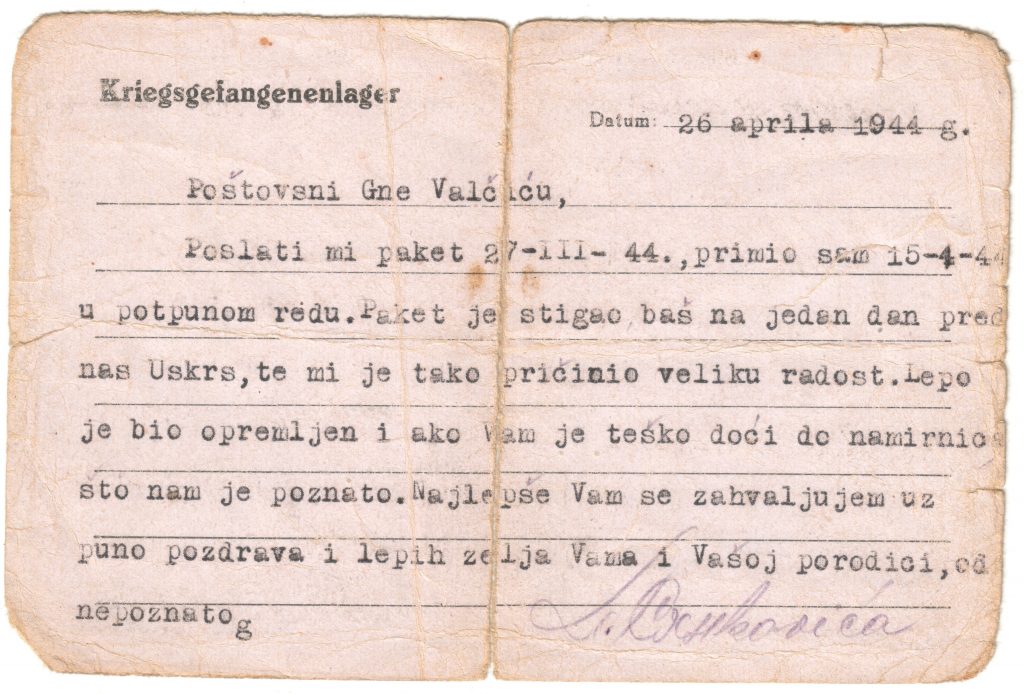 Kriegsgefangenenlager
Datum: 26 aprila 1944 g.
Poštovsni Gne Valčiću,
Poslati mi paket 27-III- 44.,primio sam 15-4-44
u potpunom redu.Paket je stigao baš na jedan dan pred
nas Uskrs,te mi je tako pričinio veliku radost.Lepo
je bio opremljen i ako Vam je teško doći do namirnica
što nam je poznato.Najlepše Vam se zahvaljujem uz
puno pozdrava i lepih zelja Vama i Vašoj porodici,od
nepoznatog